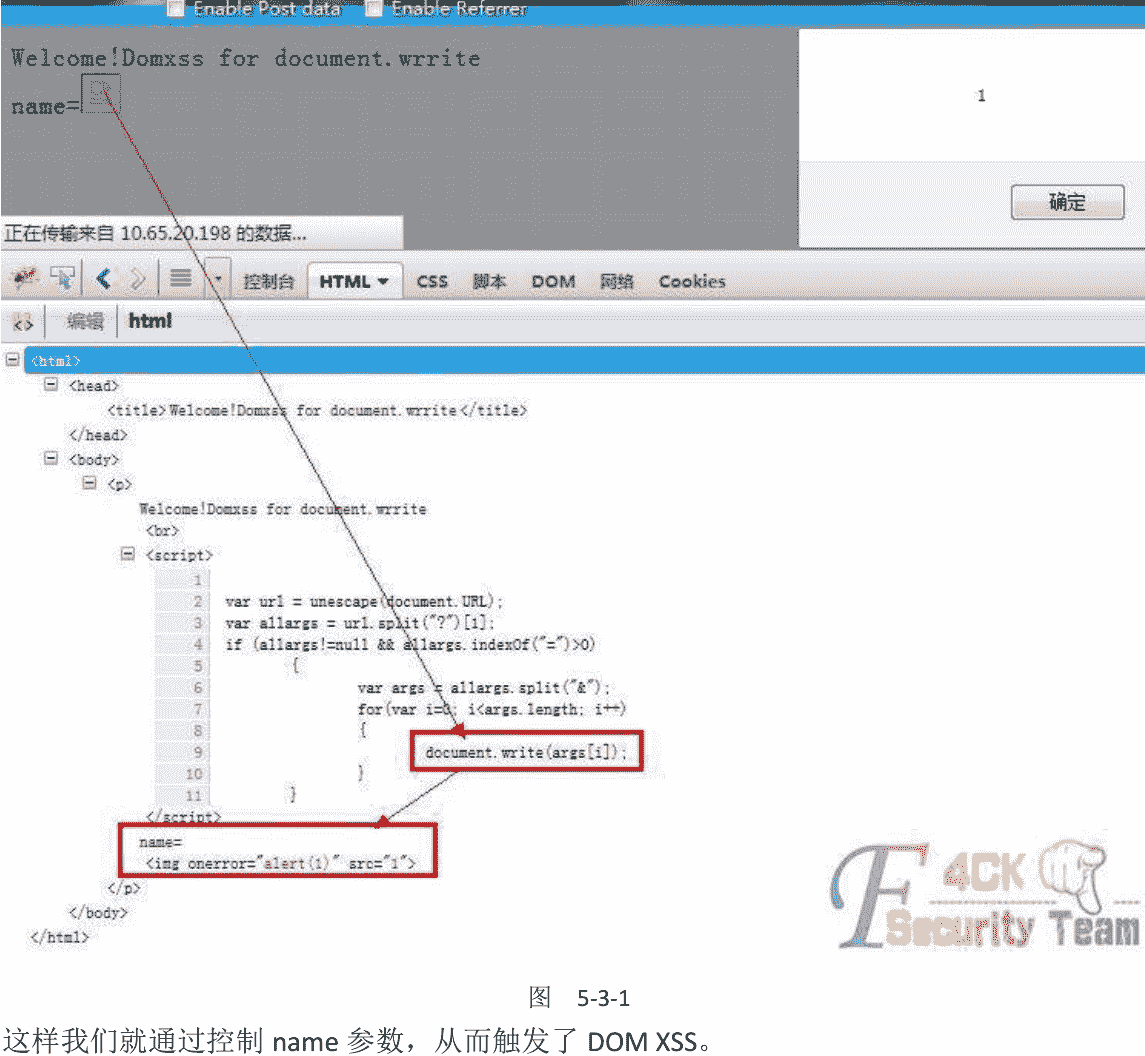 Enable Post data Enable Referrer
Welcome!Domxss for document.wrrite
name=
1
确定
正在传输来自 10.65.20.198 的数据...
控制台 HTML CSS 脚本 DOM 网络 Cookies
编辑 html
<html>
<head>
<title>Welcome!Domxss for document.wrrite</title>
</head>
<body>
<p>
Welcome!Domxss for document.wrrite
<br>
<script>
1
2 var url = unescape(document.URL);
3 var allargs = url.split("?")[1];
4 if (allargs!=null && allargs.indexOf("=")>0)
5 {
6 var args = allargs.split("&");
7 for(var i=0; i<args.length; i++)
8 {
9 document.write(args[i]);
10 }
11 }
</script>
name=
<img onerror="alert(1)" src="1">
</p>
</body>
</html>
F4CK
Security Team
图 5-3-1
这样我们就通过控制 name 参数，从而触发了 DOM XSS。